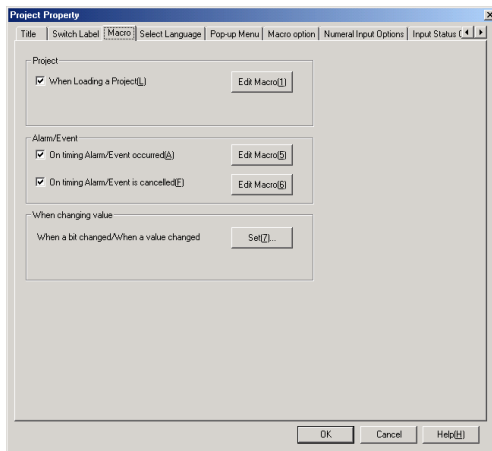 Project Property
Title Switch Label Macro Select Language Pop-up Menu Macro option Numeral Input Options Input Status
Project
When Loading a Project(L) Edit Macro(1)
Alarm/Event
On timing Alarm/Event occurred(A) Edit Macro(5)
On timing Alarm/Event is cancelled(F) Edit Macro(6)
When changing value
When a bit changed/When a value changed Set(7)...
OK Cancel Help(H)